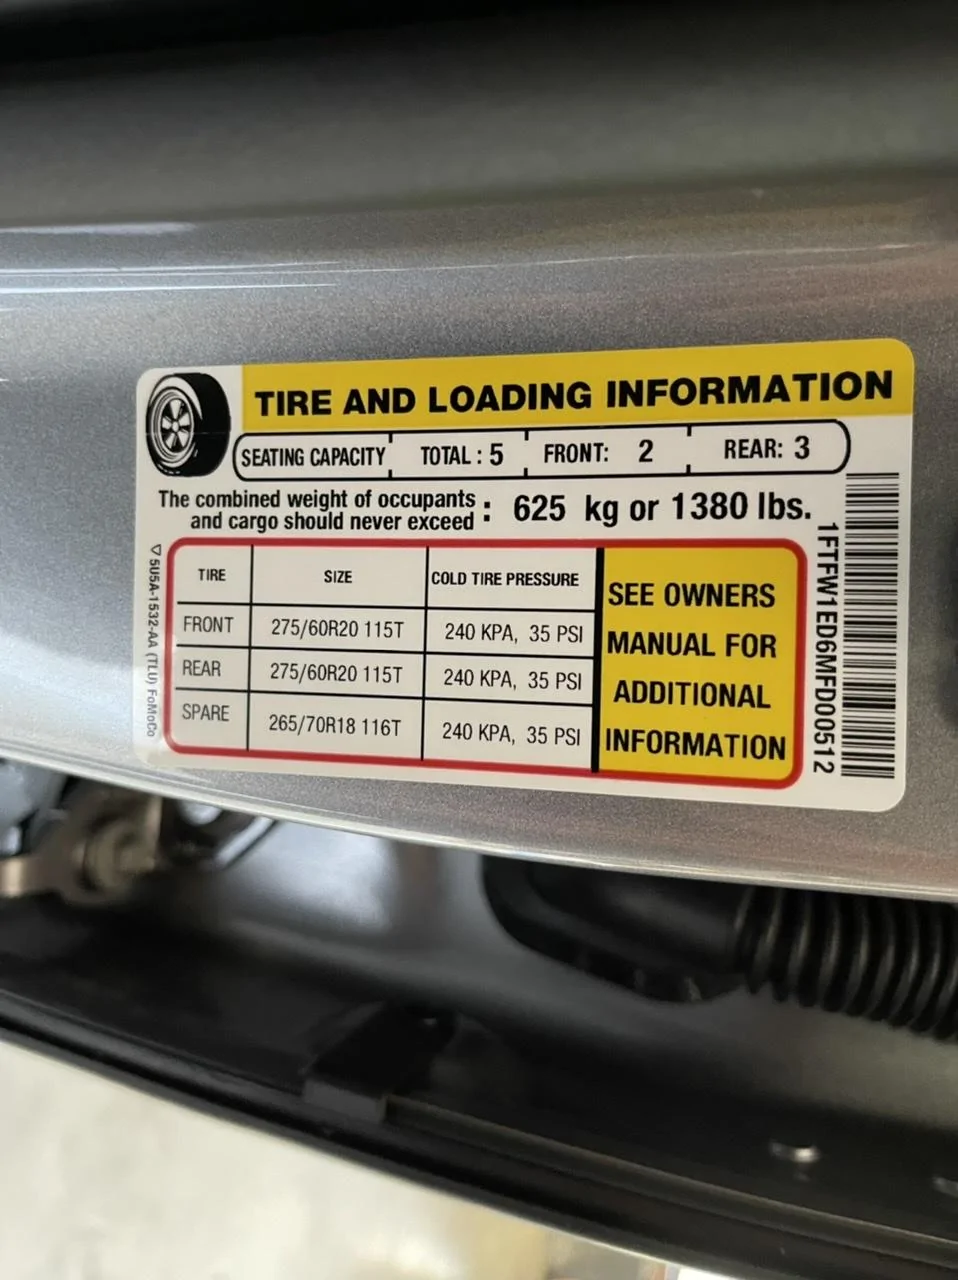 TIRE AND LOADING INFORMATION
SEATING CAPACITY TOTAL : 5 FRONT: 2 REAR: 3
The combined weight of occupants
and cargo should never exceed : 625 kg or 1380 lbs.
TIRE SIZE COLD TIRE PRESSURE
FRONT 275/60R20 115T 240 KPA, 35 PSI
REAR 275/60R20 115T 240 KPA, 35 PSI
SPARE 265/70R18 116T 240 KPA, 35 PSI
SEE OWNERS
MANUAL FOR
ADDITIONAL
INFORMATION
▽5U5A-1532-AA (TLU) FoMoCo
1FTFW1ED6MFD00512